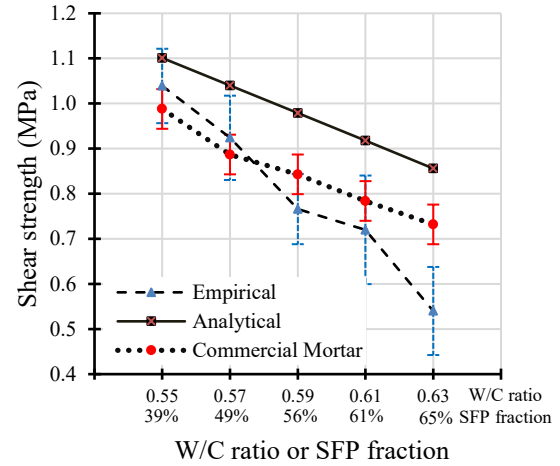 1.2
1.1
1.0
0.9
0.8
0.7
0.6
0.5
0.4
Shear strength (MPa)
Empirical
Analytical
Commercial Mortar
0.55 0.57 0.59 0.61 0.63 W/C ratio
39% 49% 56% 61% 65% SFP fraction
W/C ratio or SFP fraction